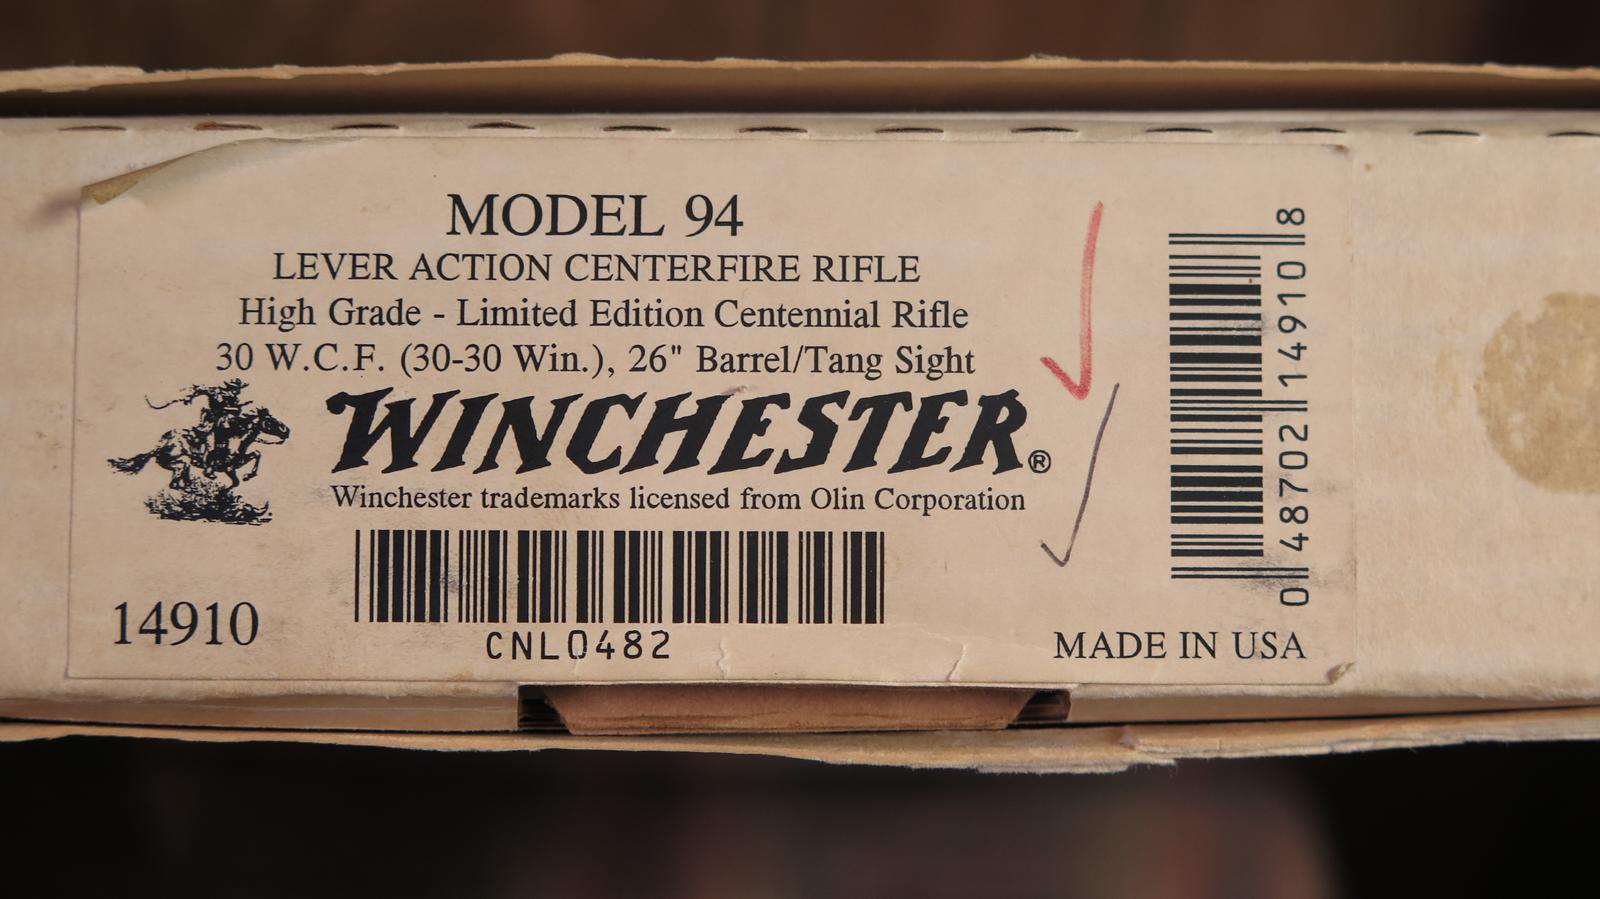 MODEL 94
LEVER ACTION CENTERFIRE RIFLE
High Grade - Limited Edition Centennial Rifle
30 W.C.F. (30-30 Win.), 26" Barrel/Tang Sight
WINCHESTER®
Winchester trademarks licensed from Olin Corporation
CNL0482
14910
MADE IN USA
0 48702 14910 8